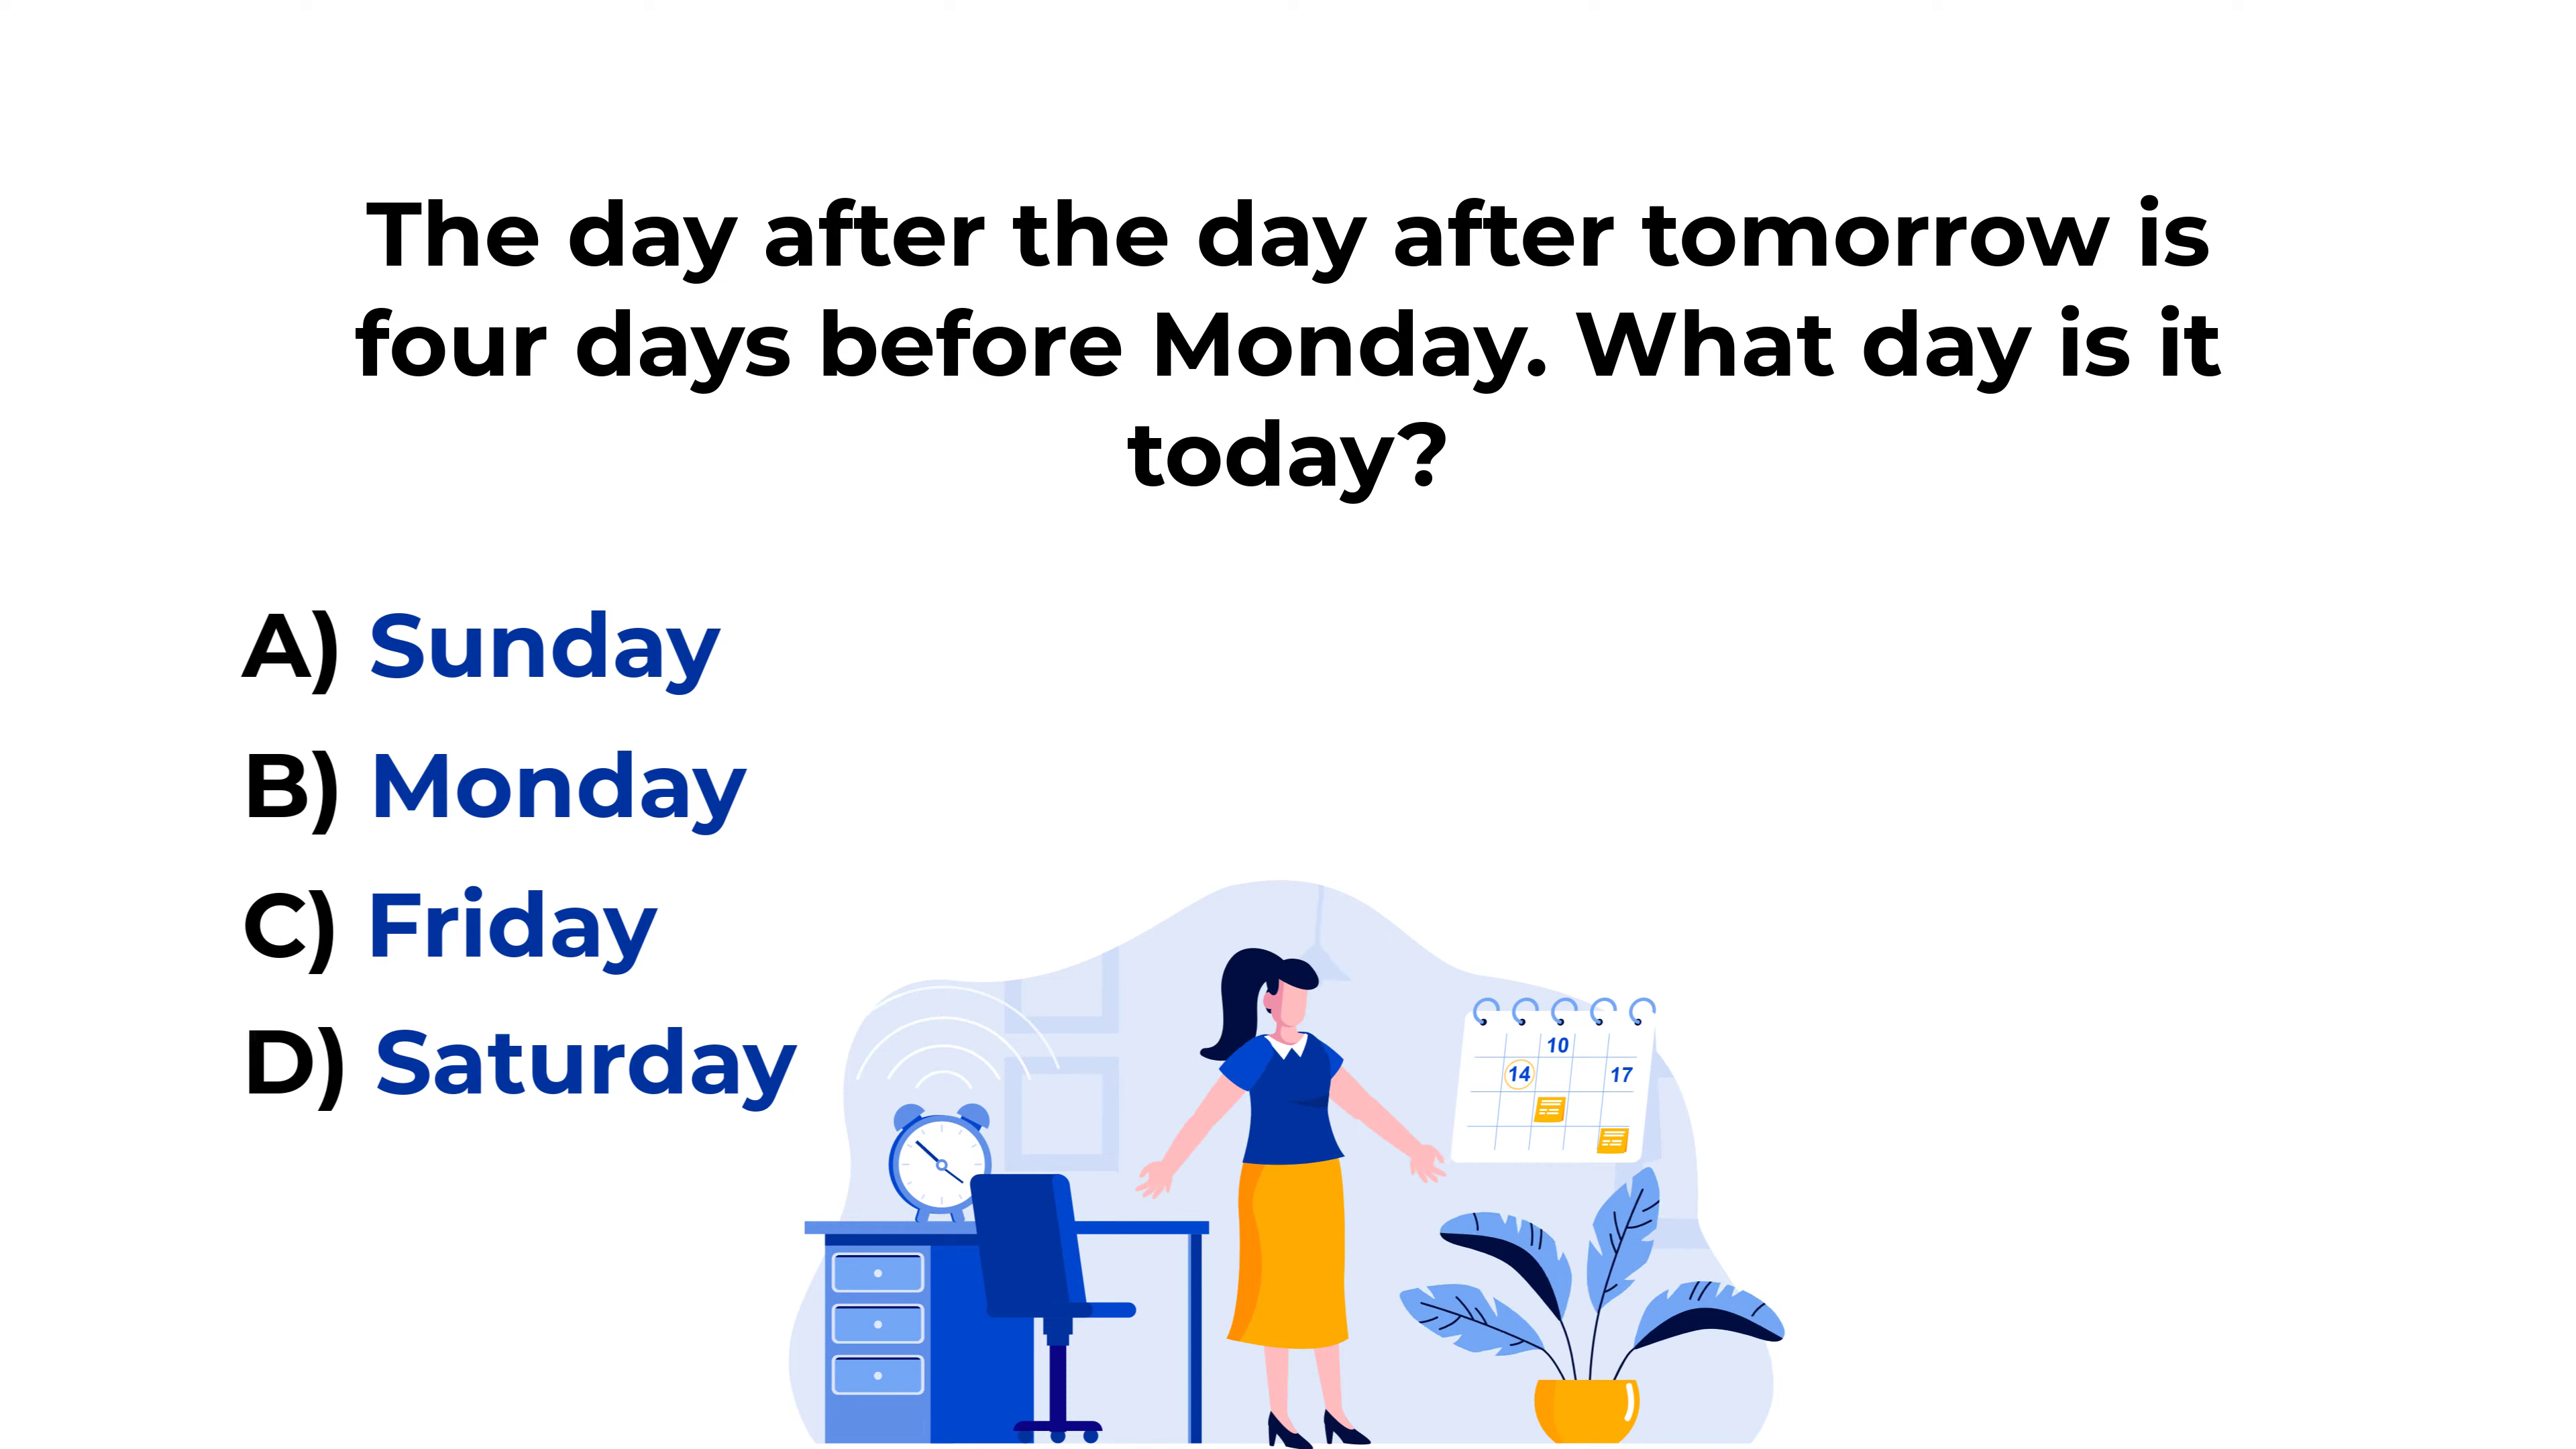 The day after the day after tomorrow is
four days before Monday. What day is it
today?
A) Sunday
B) Monday
C) Friday
D) Saturday
10
14
17